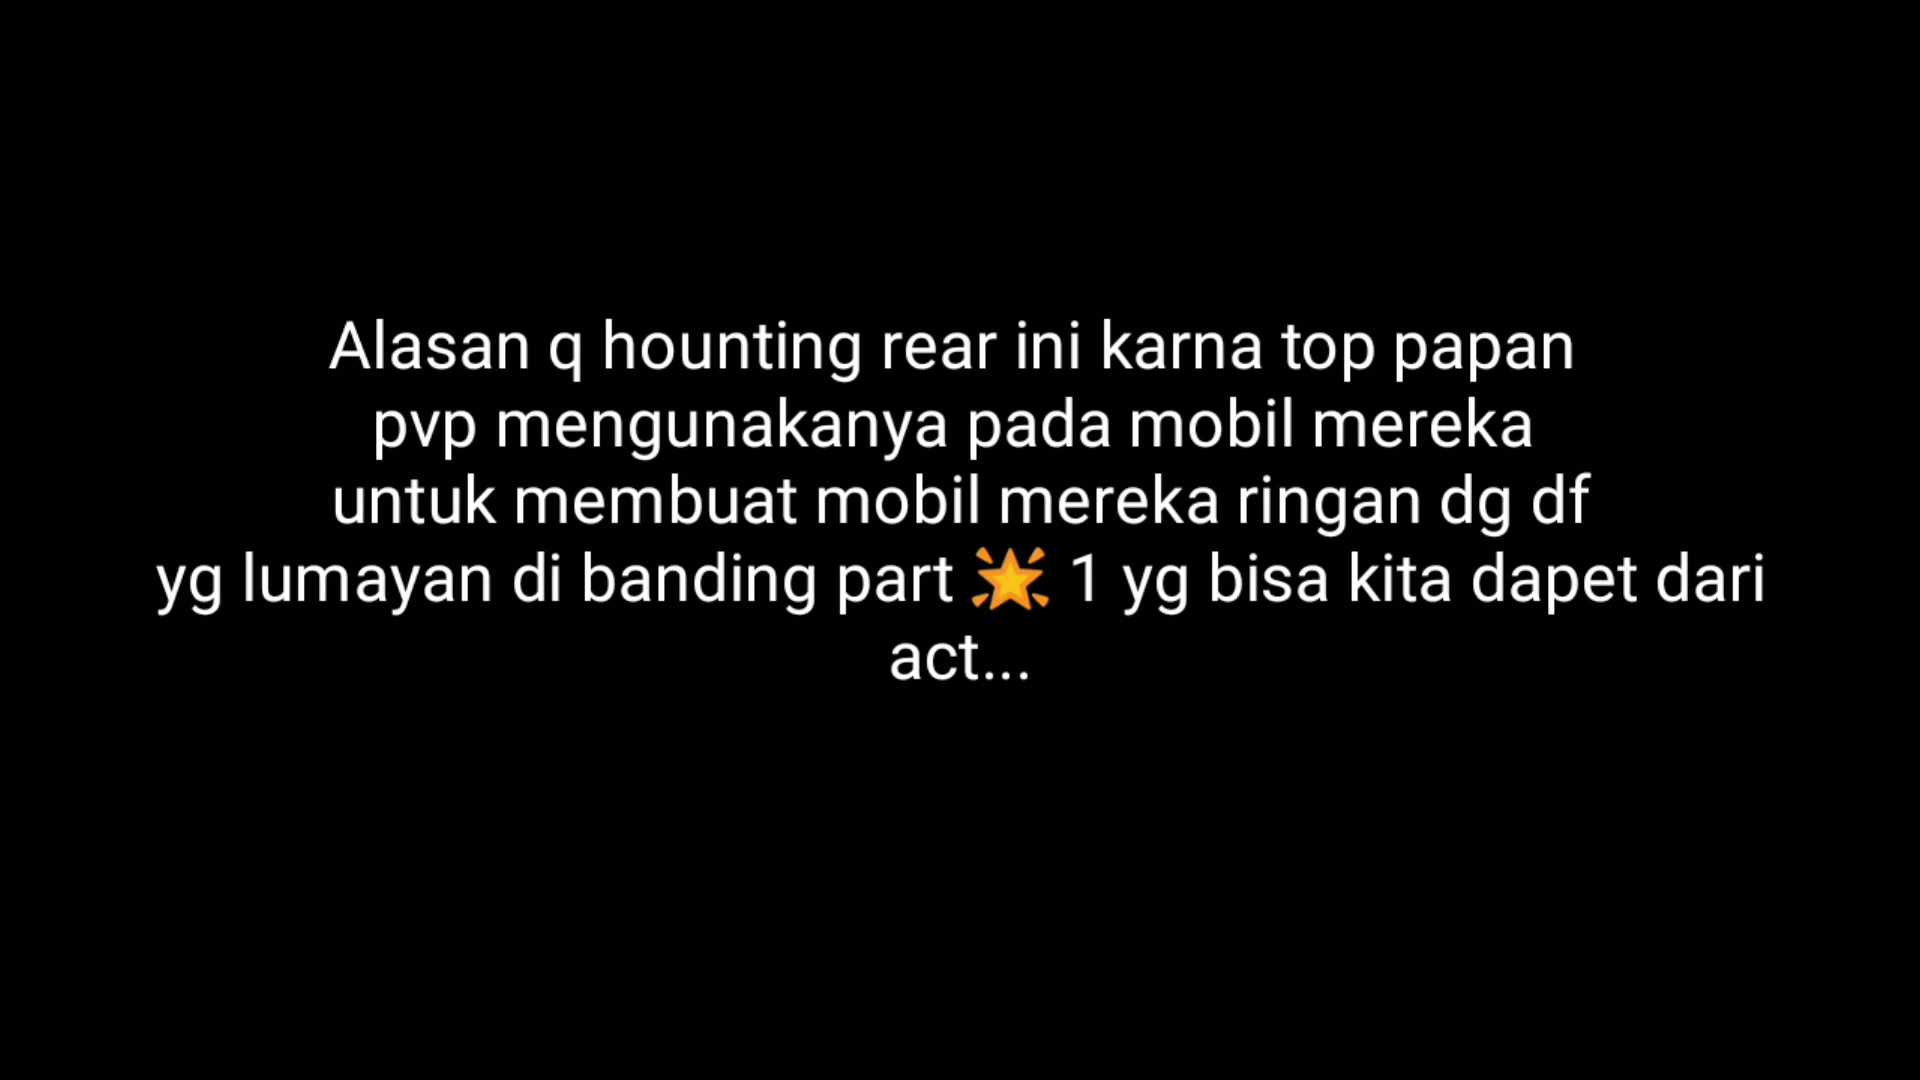 Alasan q hounting rear ini karna top papan
pvp mengunakanya pada mobil mereka
untuk membuat mobil mereka ringan dg df
yg lumayan di banding part 🌟 1 yg bisa kita dapet dari
act...